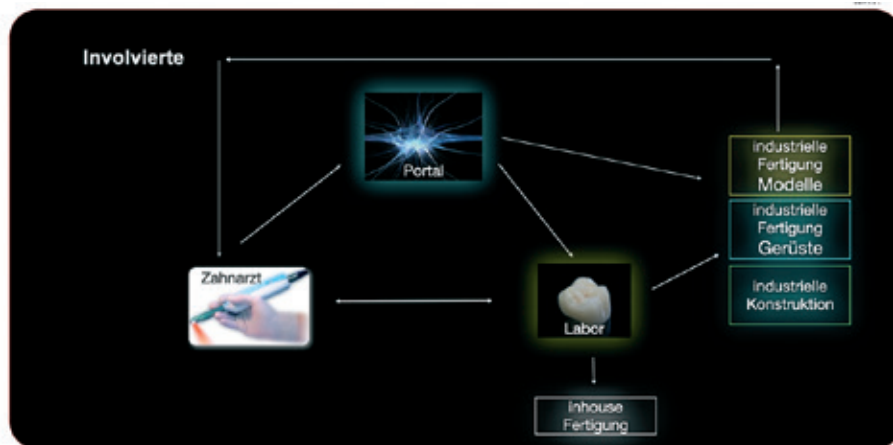 Involvierte
Portal
industrielle
Fertigung
Modelle
industrielle
Fertigung
Gerüste
Zahnarzt
industrielle
Konstruktion
Labor
inhouse
Fertigung